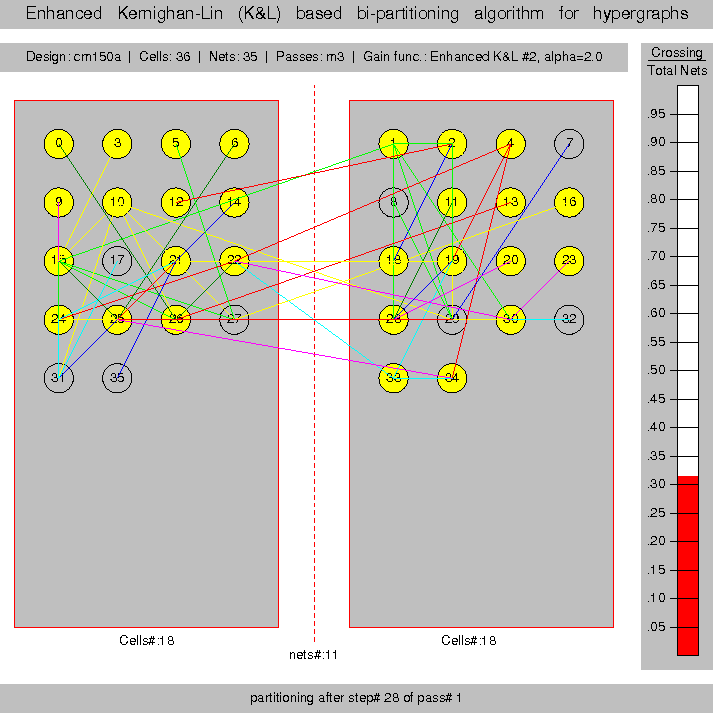 Enhanced Kernighan-Lin (K&L) based bi-partitioning algorithm for hypergraphs
Design: cm150a | Cells: 36 | Nets: 35 | Passes: m3 | Gain func.: Enhanced K&L #2, alpha=2.0
Crossing
Total Nets
0 3 5 6 1 2 4 7
9 10 12 14 8 11 13 16
15 17 21 22 18 19 20 23
24 25 26 27 28 29 30 32
31 35 33 34
.95
.90
.85
.80
.75
.70
.65
.60
.55
.50
.45
.40
.35
.30
.25
.20
.15
.10
.05
Cells#:18 Cells#:18
nets#:11
partitioning after step# 28 of pass# 1